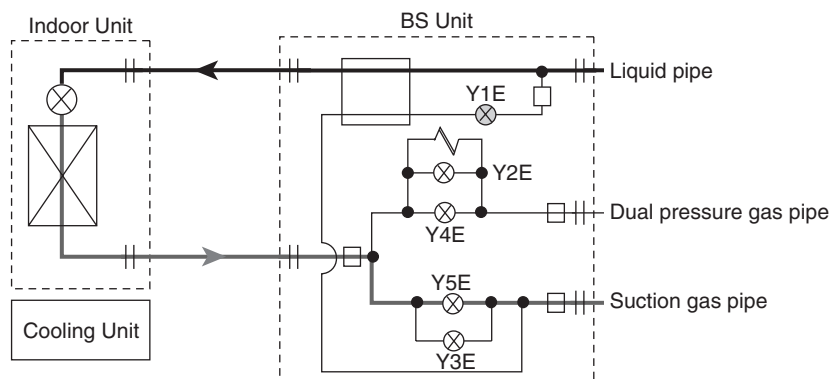 Indoor Unit
BS Unit
Liquid pipe
Y1E
Y2E
Dual pressure gas pipe
Y4E
Y5E
Suction gas pipe
Cooling Unit
Y3E